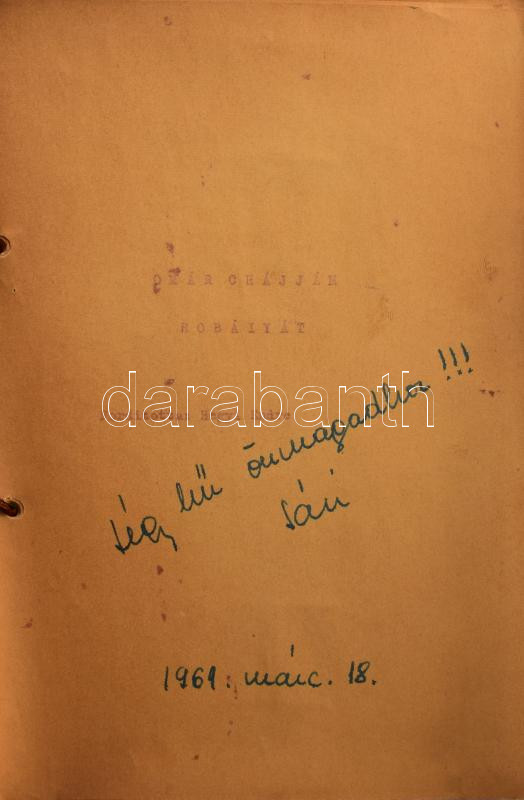 OMÁR CHÁJJÁM
ROBÁIYÁT
darabanth
Légy hű önmagadhoz!!!
Sári
1961. márc. 18.